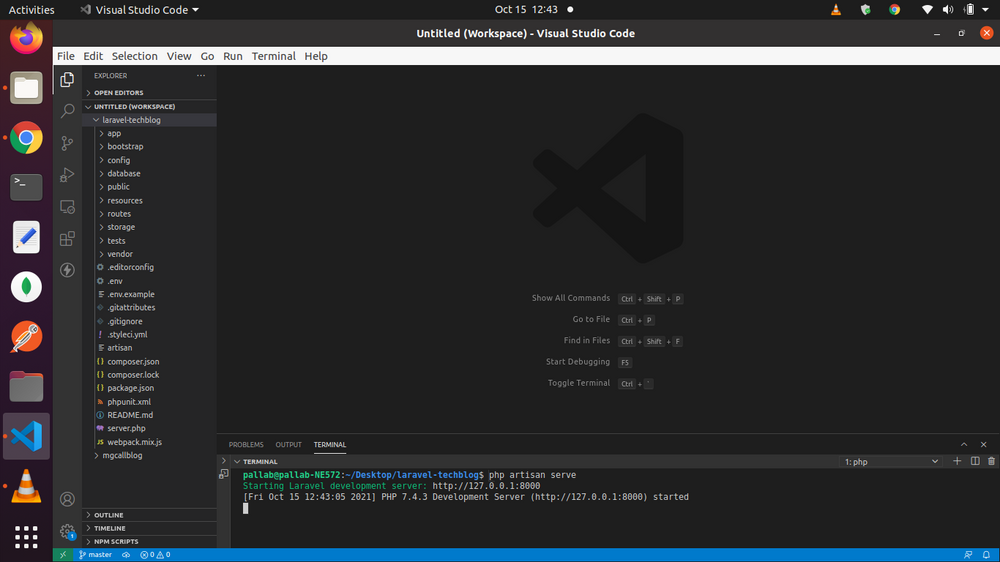 Activities
Visual Studio Code
Oct 15 12:43
Untitled (Workspace) - Visual Studio Code
File Edit Selection View Go Run Terminal Help
EXPLORER
OPEN EDITORS
UNTITLED (WORKSPACE)
laravel-techblog
app
bootstrap
config
database
public
resources
routes
storage
tests
vendor
.editorconfig
.env
.env.example
.gitattributes
.gitignore
.styleci.yml
artisan
composer.json
composer.lock
package.json
phpunit.xml
README.md
server.php
webpack.mix.js
mgcallblog
OUTLINE
TIMELINE
NPM SCRIPTS
Show All Commands Ctrl + Shift + P
Go to File Ctrl + P
Find in Files Ctrl + Shift + F
Start Debugging F5
Toggle Terminal Ctrl + `
PROBLEMS OUTPUT TERMINAL
TERMINAL
1: php
pallab@pallab-NE572:~/Desktop/laravel-techblog$ php artisan serve
Starting Laravel development server: http://127.0.0.1:8000
[Fri Oct 15 12:43:05 2021] PHP 7.4.3 Development Server (http://127.0.0.1:8000) started
1
master
0 0